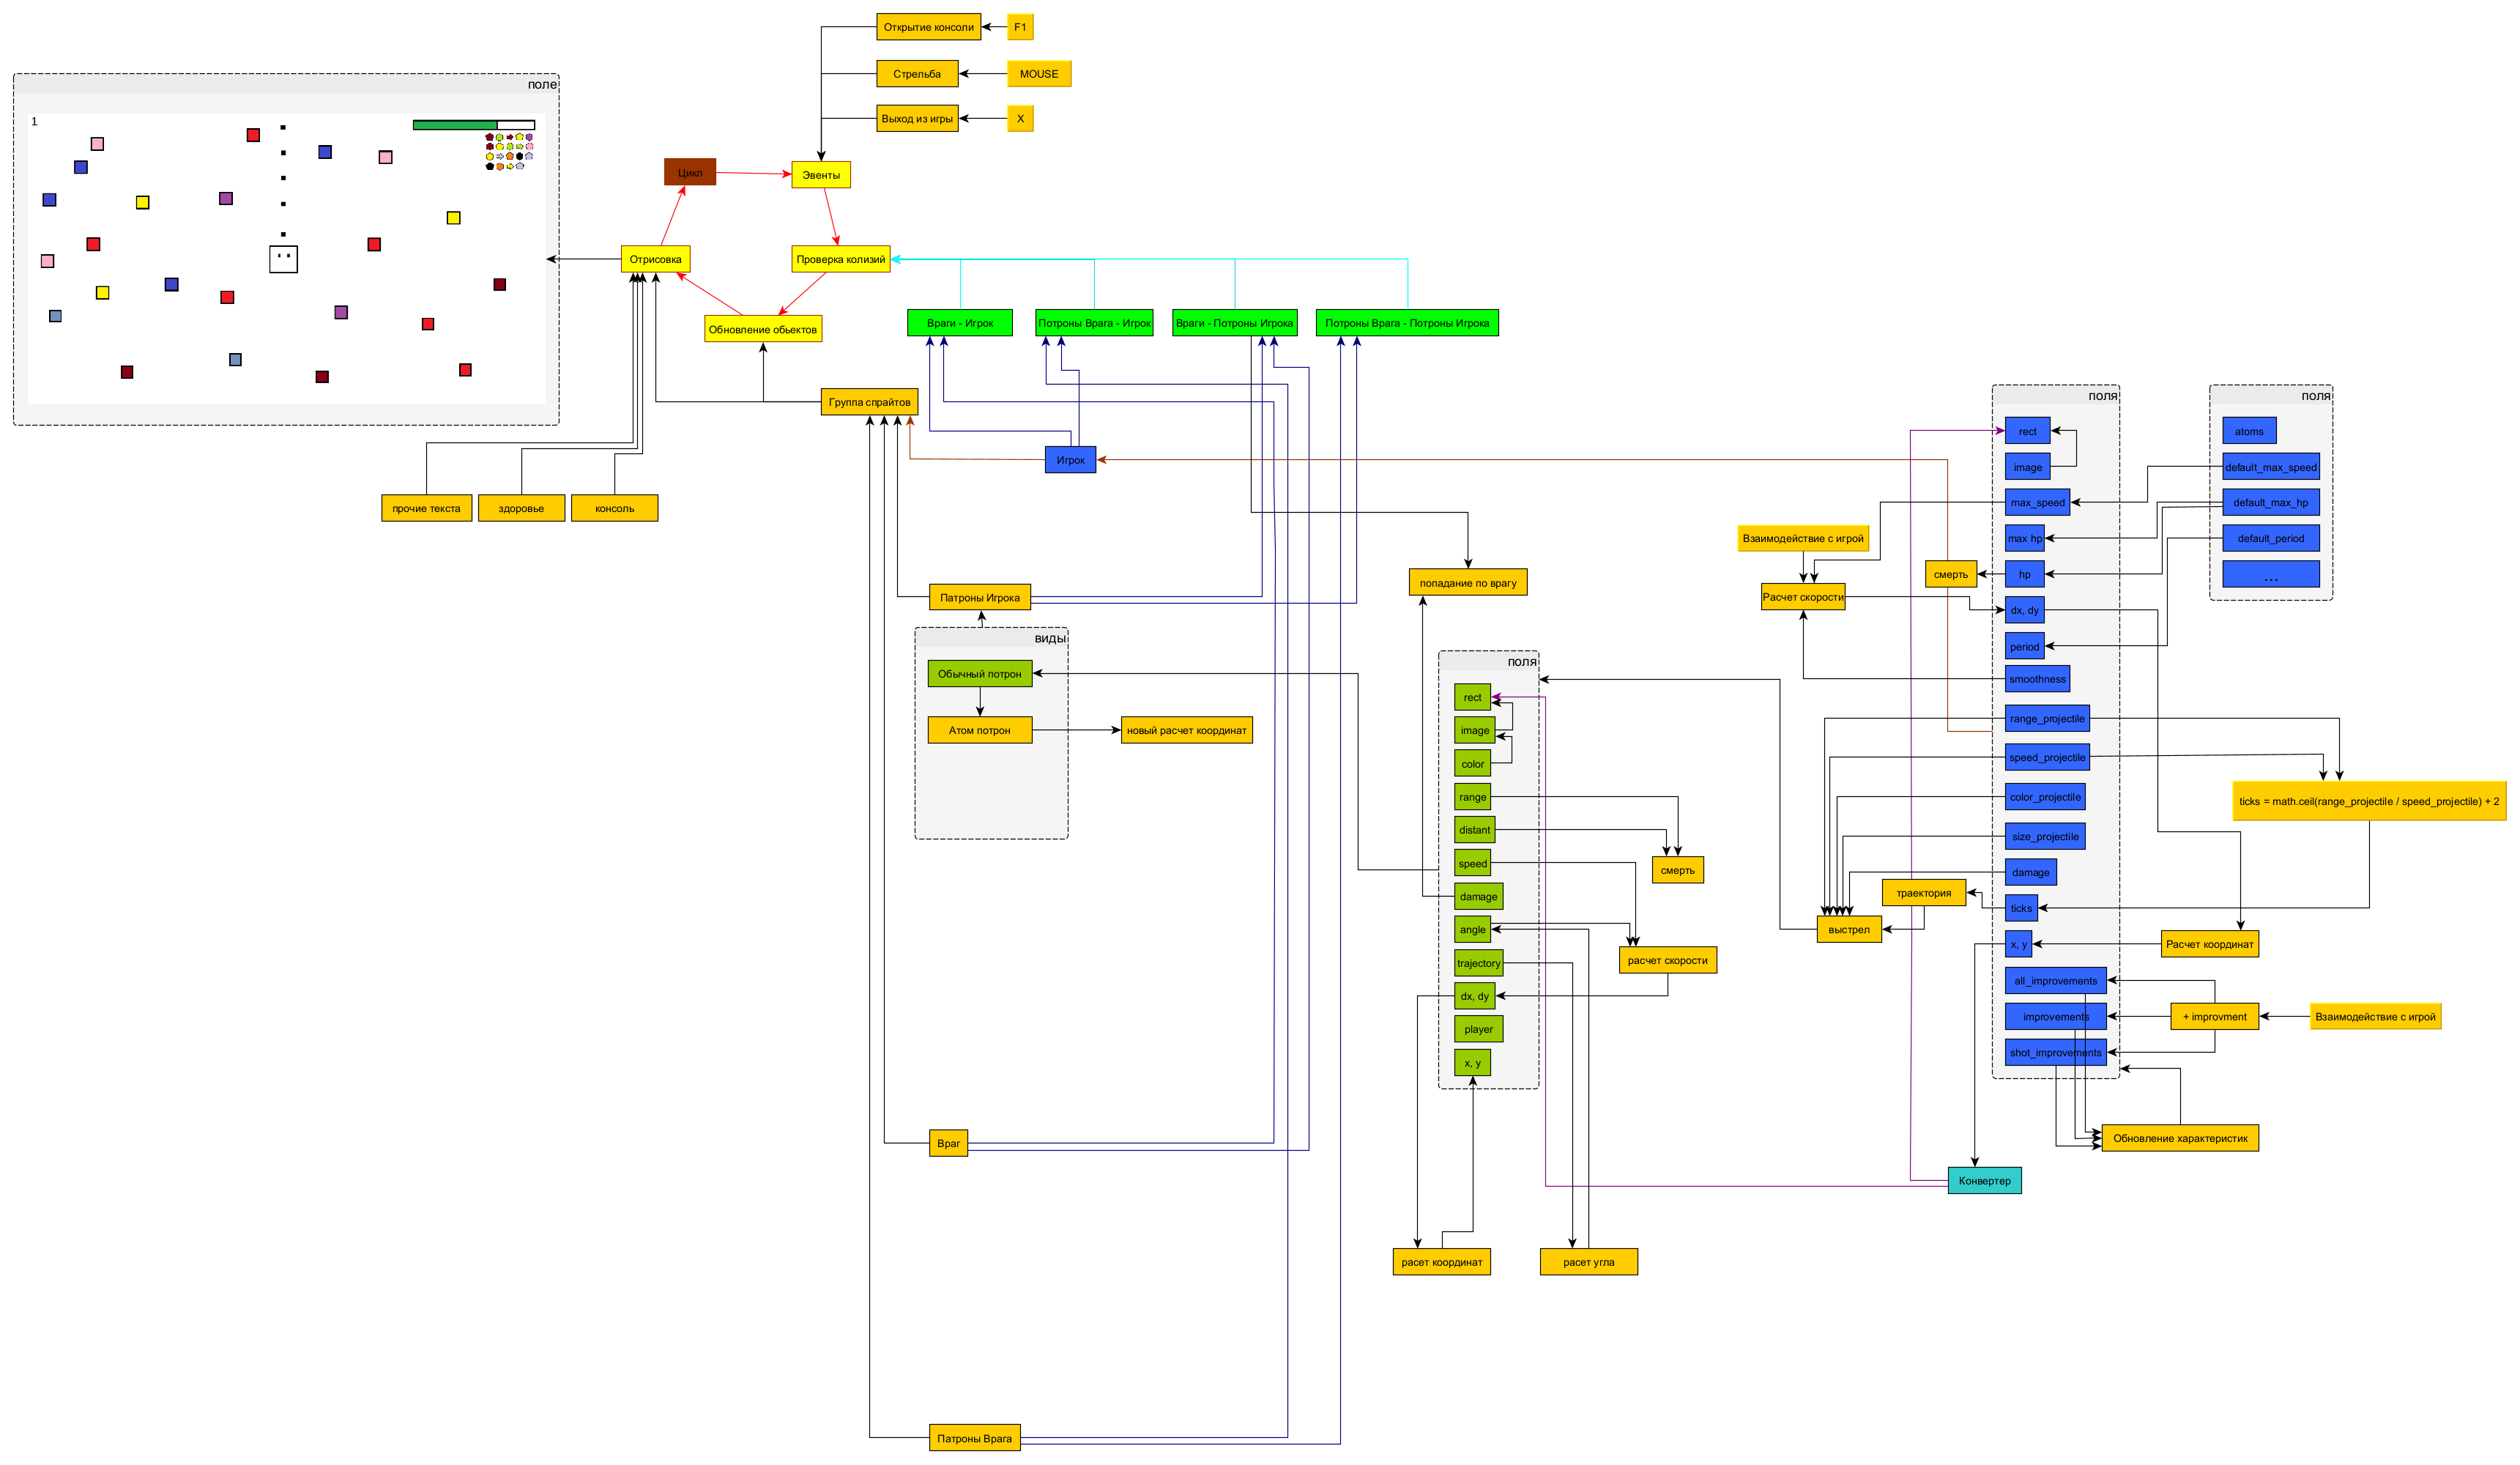 Открытие консоли
F1
Стрельба
MOUSE
Выход из игры
X
поле
1
Цикл
Эвенты
Отрисовка
Проверка колизий
Обновление обьектов
Враги - Игрок
Потроны Врага - Игрок
Враги - Потроны Игрока
Потроны Врага - Потроны Игрока
Группа спрайтов
Игрок
прочие текста
здоровье
консоль
Патроны Игрока
виды
Обычный потрон
Атом потрон
новый расчет координат
Враг
Патроны Врага
попадание по врагу
поля
rect
image
color
range
distant
speed
damage
angle
trajectory
dx, dy
player
x, y
смерть
расчет скорости
расет координат
расет угла
Взаимодействие с игрой
Расчет скорости
смерть
траектория
выстрел
поля
rect
image
max_speed
max hp
hp
dx, dy
period
smoothness
range_projectile
speed_projectile
color_projectile
size_projectile
damage
ticks
x, y
all_improvements
improvements
shot_improvements
поля
atoms
default_max_speed
default_max_hp
default_period
...
ticks = math.ceil(range_projectile / speed_projectile) + 2
Расчет координат
+ improvment
Взаимодействие с игрой
Обновление характеристик
Конвертер